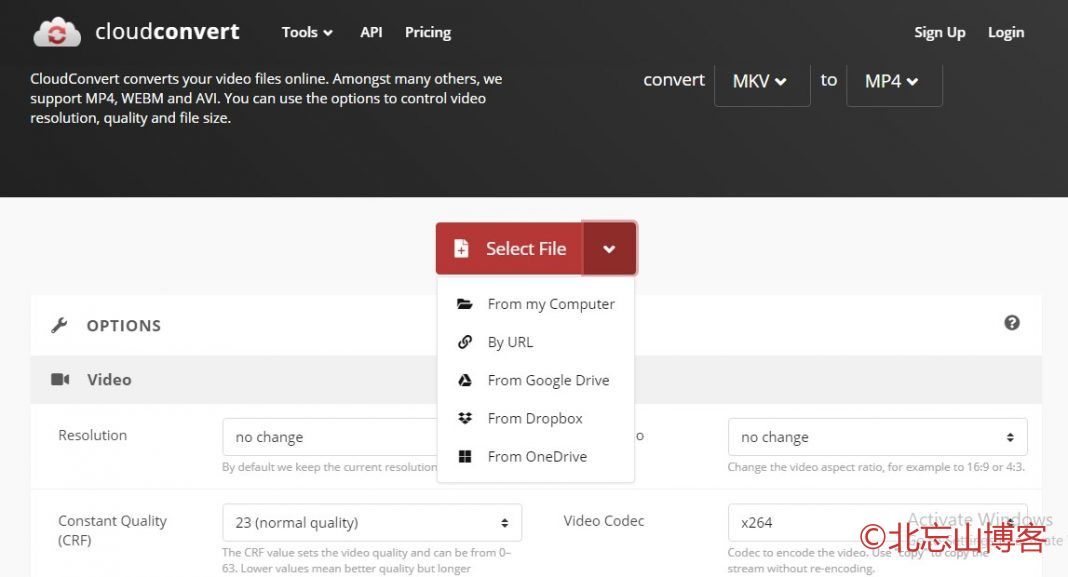 cloudconvert Tools API Pricing Sign Up Login
CloudConvert converts your video files online. Amongst many others, we
support MP4, WEBM and AVI. You can use the options to control video
resolution, quality and file size.
convert MKV to MP4
Select File
From my Computer
By URL
From Google Drive
From Dropbox
From OneDrive
OPTIONS
Video
Resolution no change
By default we keep the current resolution
o no change
Change the video aspect ratio, for example to 16:9 or 4:3.
Constant Quality
(CRF)
23 (normal quality)
The CRF value sets the video quality and can be from 0–
63. Lower values mean better quality but longer
Video Codec x264
Codec to encode the video. Use "copy" to copy the
stream without re-encoding.
Activate Windows
©北忘山博客